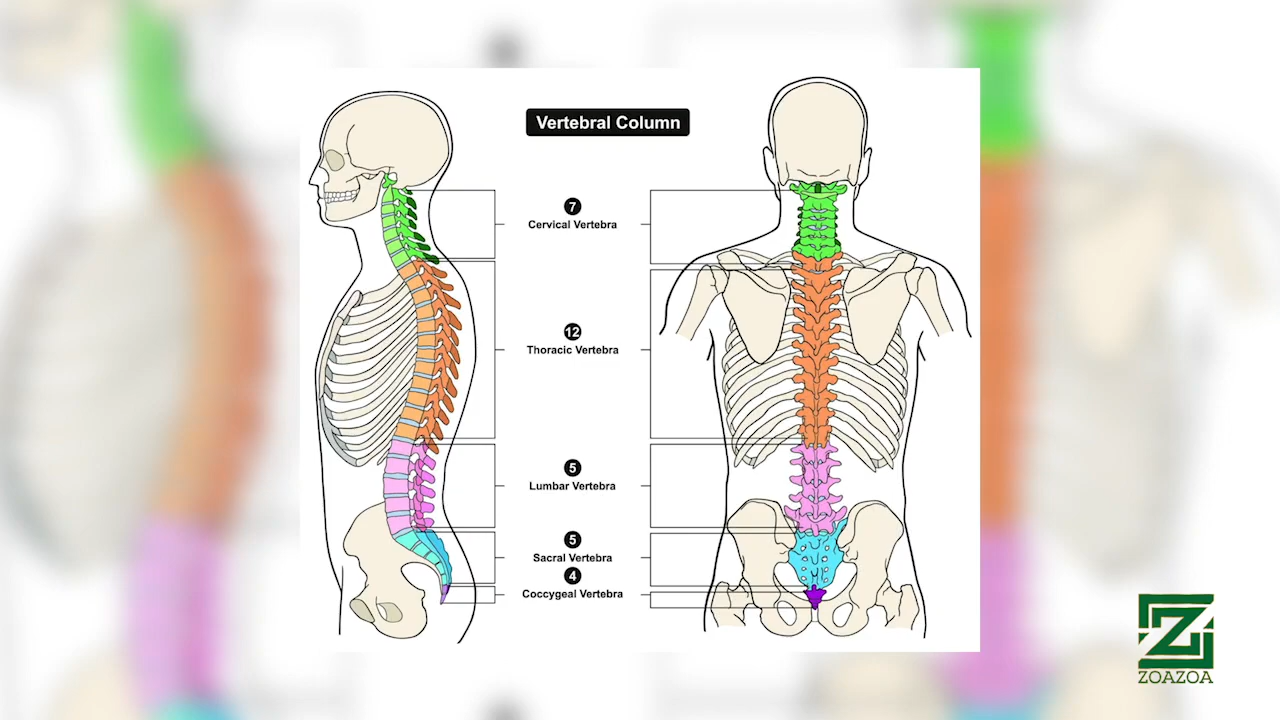 Vertebral Column
7
Cervical Vertebra
12
Thoracic Vertebra
5
Lumbar Vertebra
5
Sacral Vertebra
4
Coccygeal Vertebra
Z
ZOAZOA